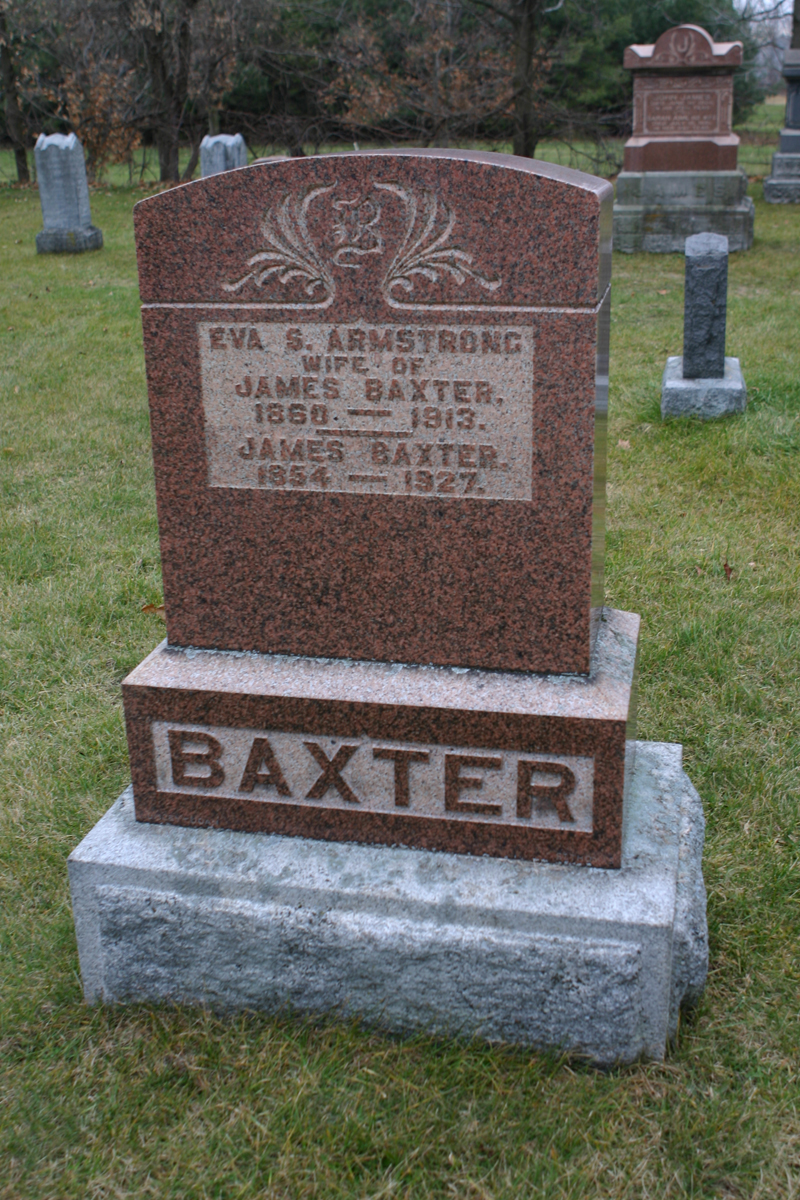 B
EVA S. ARMSTRONG
WIFE OF
JAMES BAXTER,
1860 — 1913.
JAMES BAXTER.
1854 — 1927.
BAXTER